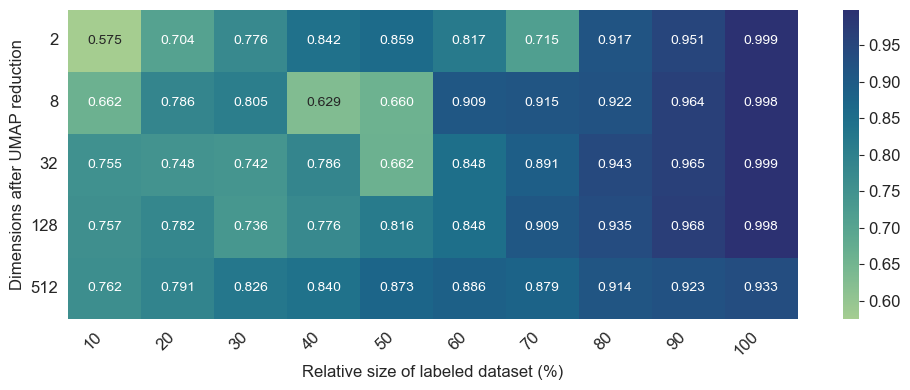 Dimensions after UMAP reduction
2 0.575 0.704 0.776 0.842 0.859 0.817 0.715 0.917 0.951 0.999
8 0.662 0.786 0.805 0.629 0.660 0.909 0.915 0.922 0.964 0.998
32 0.755 0.748 0.742 0.786 0.662 0.848 0.891 0.943 0.965 0.999
128 0.757 0.782 0.736 0.776 0.816 0.848 0.909 0.935 0.968 0.998
512 0.762 0.791 0.826 0.840 0.873 0.886 0.879 0.914 0.923 0.933
10 20 30 40 50 60 70 80 90 100
Relative size of labeled dataset (%)
0.95
0.90
0.85
0.80
0.75
0.70
0.65
0.60